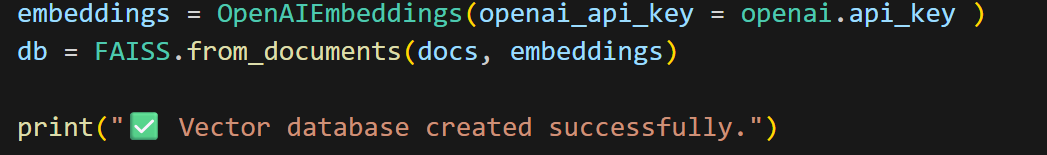 embeddings = OpenAIEmbeddings(openai_api_key = openai.api_key )
db = FAISS.from_documents(docs, embeddings)
print("✅ Vector database created successfully.")